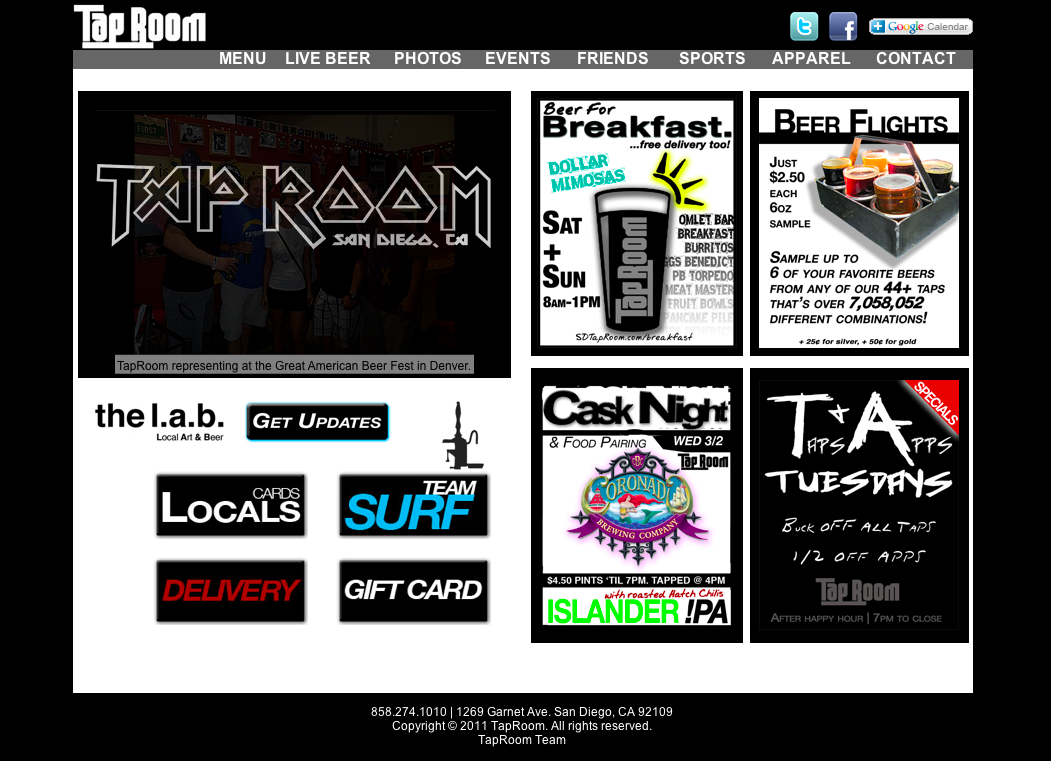 TapRoom
Google Calendar
MENU LIVE BEER PHOTOS EVENTS FRIENDS SPORTS APPAREL CONTACT
TAPROOM
SAN DIEGO, CA
TapRoom representing at the Great American Beer Fest in Denver.
the l.a.b.
Local Art & Beer
GET UPDATES
CARDS
LOCALS
TEAM
SURF
DELIVERY
GIFT CARD
Beer For
Breakfast.
...free delivery too!
DOLLAR
MIMOSAS
SAT
+
SUN
8AM-1PM
TapRoom
OMLET BAR
BREAKFAST
BURRITOS
GGS BENEDICT
PB TORPEDO
MEAT MASTER
FRUIT BOWLS
PANCAKE PILE
SDTapRoom.com/breakfast
BEER FLIGHTS
JUST
$2.50
EACH
6OZ
SAMPLE
SAMPLE UP TO
6 OF YOUR FAVORITE BEERS
FROM ANY OF OUR 44+ TAPS
THAT'S OVER 7,058,052
DIFFERENT COMBINATIONS!
+ 25¢ for silver, + 50¢ for gold
Cask Night
& FOOD PAIRING WED 3/2
TapRoom
CORONADO
BREWING COMPANY
$4.50 PINTS 'TIL 7PM. TAPPED @ 4PM
with roasted Hatch Chilis
ISLANDER !PA
SPECIALS
T&A
TAPS APPS
TUESDAYS
BUCK OFF ALL TAPS
1/2 OFF APPS
TapRoom
AFTER HAPPY HOUR | 7PM TO CLOSE
858.274.1010 | 1269 Garnet Ave. San Diego, CA 92109
Copyright © 2011 TapRoom. All rights reserved.
TapRoom Team